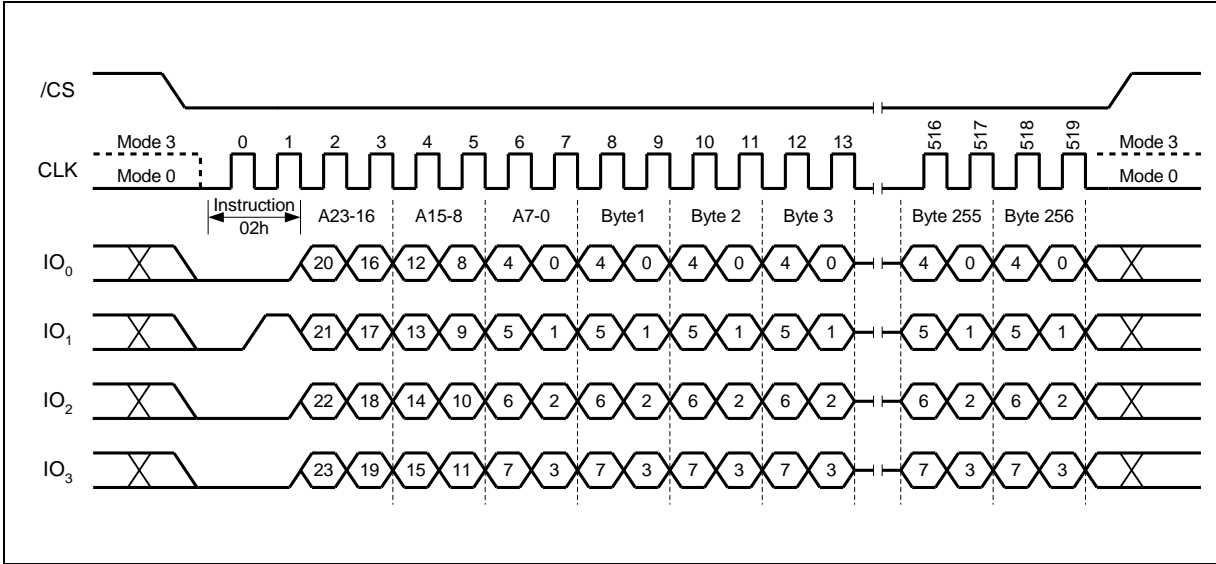 /CS
Mode 3 0 1 2 3 4 5 6 7 8 9 10 11 12 13 516 517 518 519 Mode 3
CLK
Mode 0 Mode 0
Instruction A23-16 A15-8 A7-0 Byte1 Byte 2 Byte 3 Byte 255 Byte 256
02h
IO0 20 16 12 8 4 0 4 0 4 0 4 0 4 0 4 0
IO1 21 17 13 9 5 1 5 1 5 1 5 1 5 1 5 1
IO2 22 18 14 10 6 2 6 2 6 2 6 2 6 2 6 2
IO3 23 19 15 11 7 3 7 3 7 3 7 3 7 3 7 3